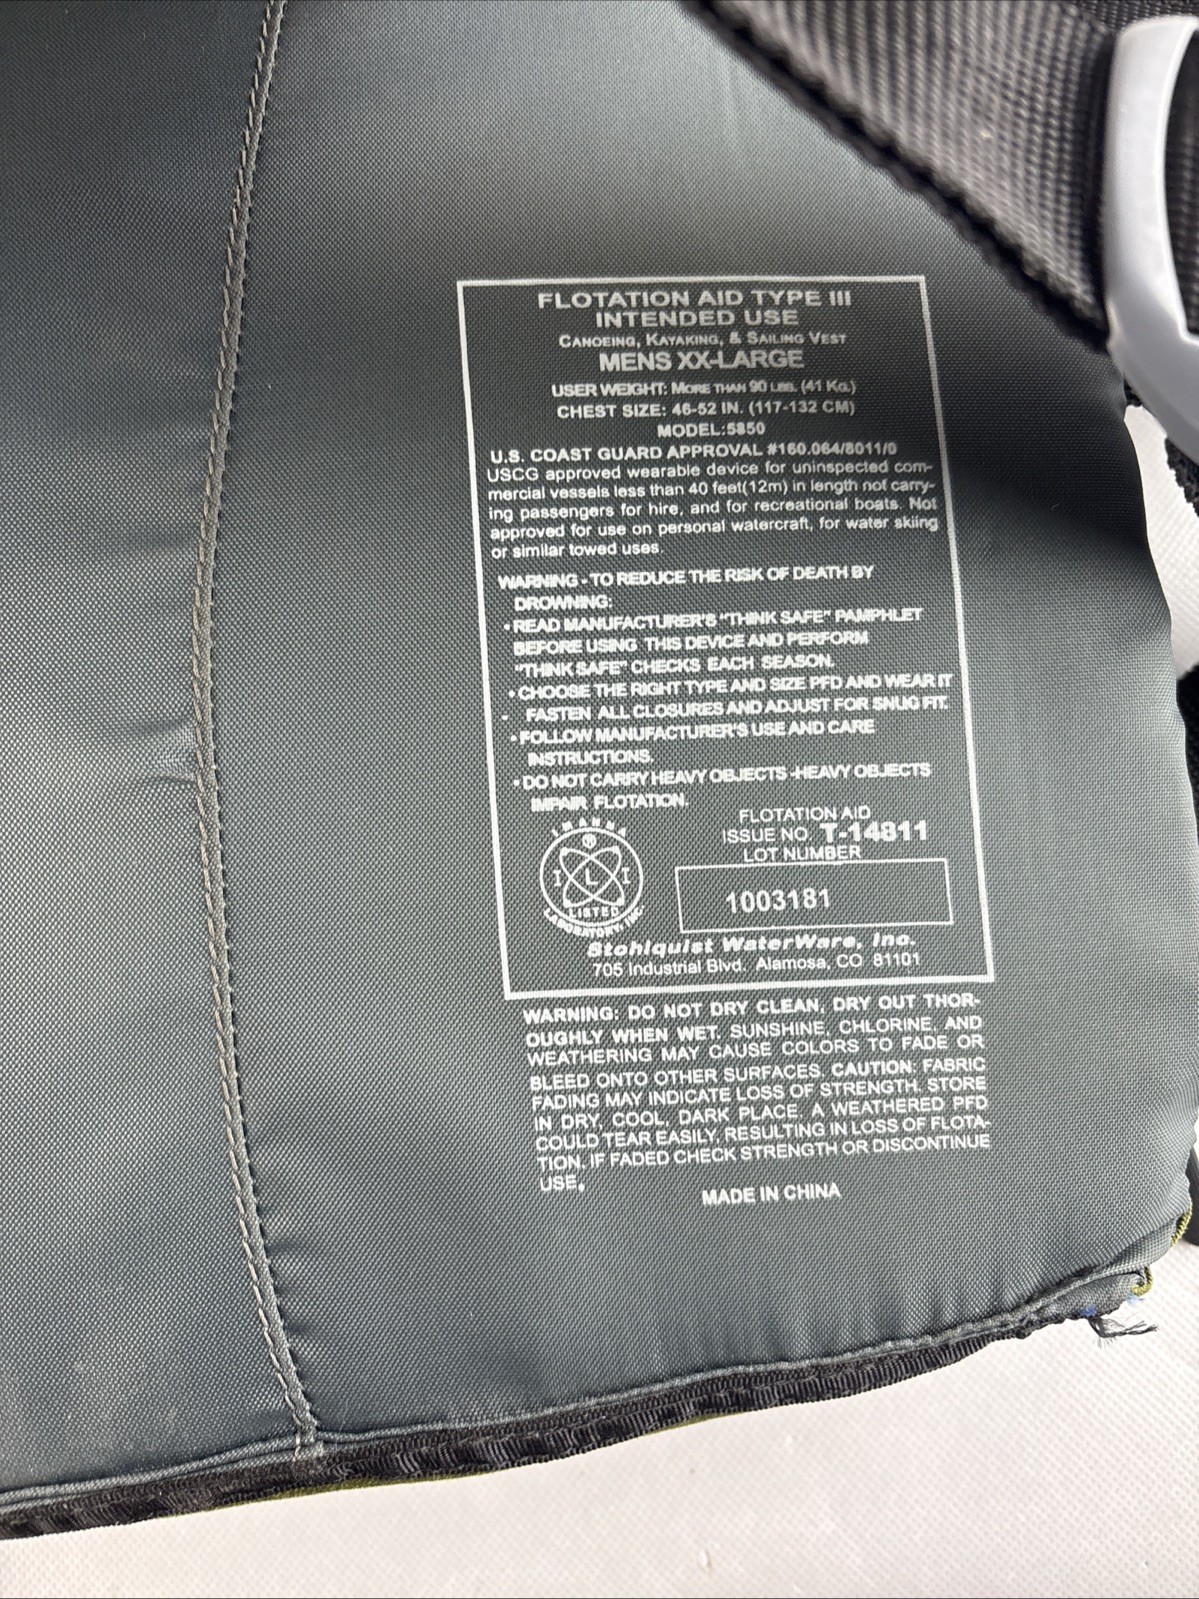 FLOTATION AID TYPE III
INTENDED USE
CANOEING, KAYAKING, & SAILING VEST
MENS XX-LARGE
USER WEIGHT: MORE THAN 90 LBS. (41 KG.)
CHEST SIZE: 46-52 IN. (117-132 CM)
MODEL:5850
U.S. COAST GUARD APPROVAL #160.064/8011/0
USCG approved wearable device for uninspected com-
mercial vessels less than 40 feet(12m) in length not carry-
ing passengers for hire, and for recreational boats. Not
approved for use on personal watercraft, for water skiing
or similar towed uses.
WARNING - TO REDUCE THE RISK OF DEATH BY
DROWNING:
• READ MANUFACTURER'S "THINK SAFE" PAMPHLET
BEFORE USING THIS DEVICE AND PERFORM
"THINK SAFE" CHECKS EACH SEASON.
• CHOOSE THE RIGHT TYPE AND SIZE PFD AND WEAR IT
• FASTEN ALL CLOSURES AND ADJUST FOR SNUG FIT.
• FOLLOW MANUFACTURER'S USE AND CARE
INSTRUCTIONS.
• DO NOT CARRY HEAVY OBJECTS -HEAVY OBJECTS
IMPAIR FLOTATION.
IMANNA
®
I L I
LISTED
LABORATORY, INC.
FLOTATION AID
ISSUE NO. T-14811
LOT NUMBER
1003181
Stohlquist WaterWare, Inc.
705 Industrial Blvd. Alamosa, CO 81101
WARNING: DO NOT DRY CLEAN, DRY OUT THOR-
OUGHLY WHEN WET. SUNSHINE, CHLORINE, AND
WEATHERING MAY CAUSE COLORS TO FADE OR
BLEED ONTO OTHER SURFACES. CAUTION: FABRIC
FADING MAY INDICATE LOSS OF STRENGTH. STORE
IN DRY, COOL, DARK PLACE. A WEATHERED PFD
COULD TEAR EASILY, RESULTING IN LOSS OF FLOTA-
TION. IF FADED CHECK STRENGTH OR DISCONTINUE
USE.
MADE IN CHINA